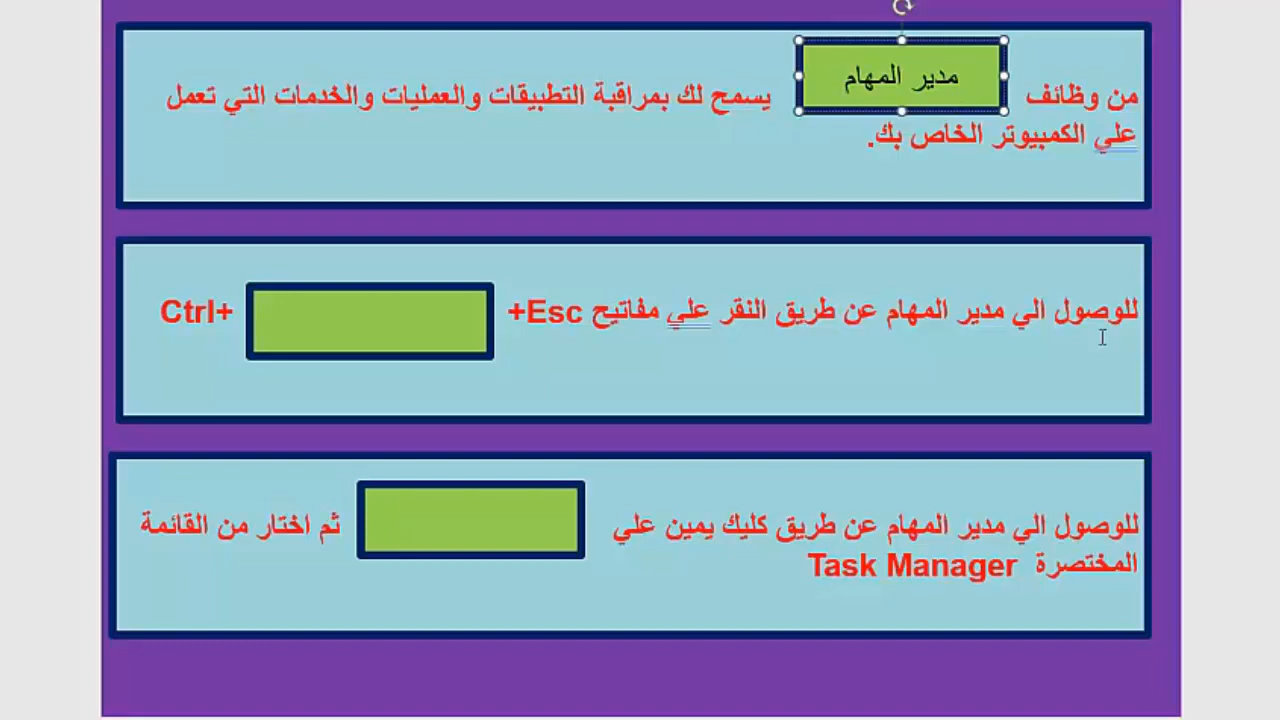 من وظائف مدير المهام يسمح لك بمراقبة التطبيقات والعمليات والخدمات التي تعمل
علي الكمبيوتر الخاص بك.
للوصول الي مدير المهام عن طريق النقر علي مفاتيح Esc+ Ctrl+
للوصول الي مدير المهام عن طريق كليك يمين علي ثم اختار من القائمة
المختصرة Task Manager